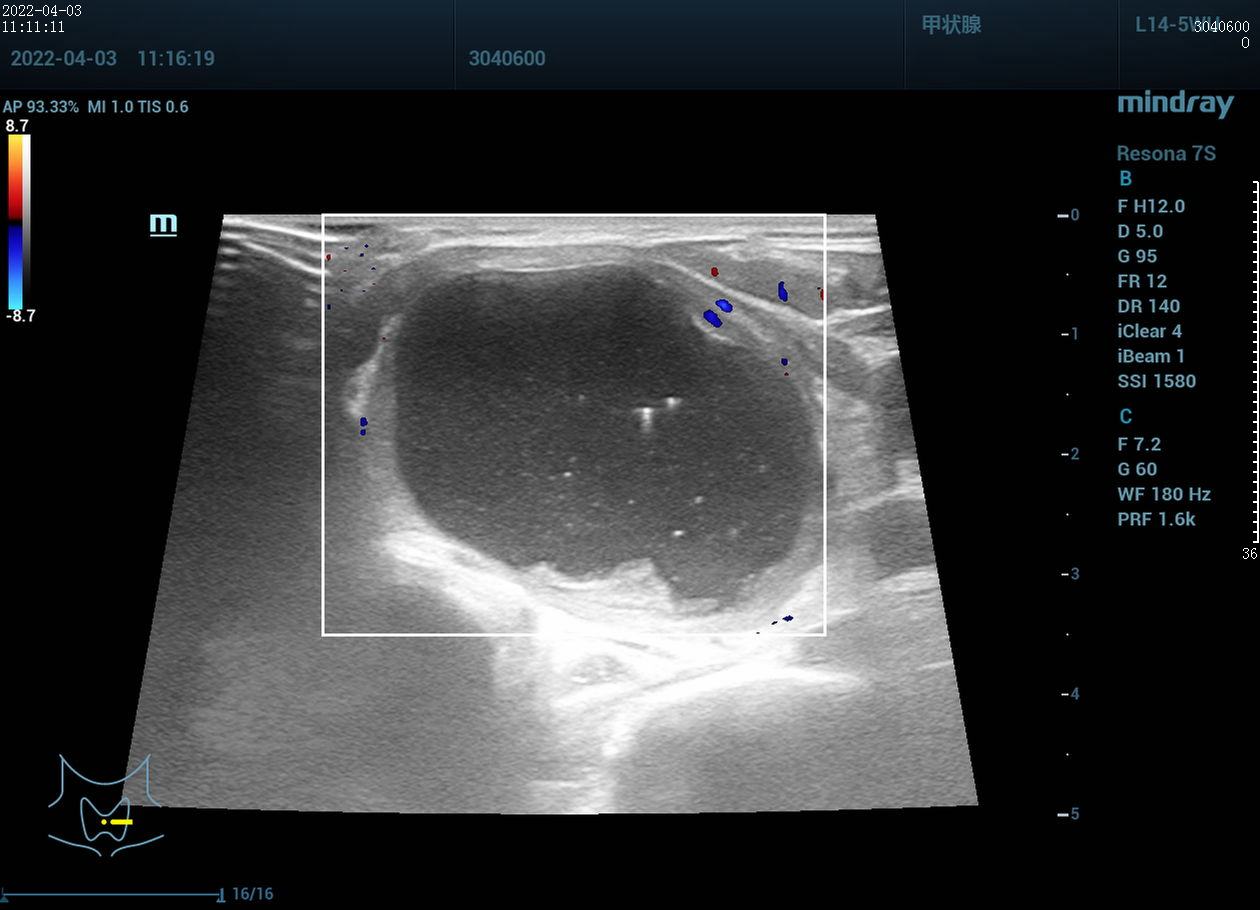 2022-04-03
11:11:11
2022-04-03 11:16:19
3040600
甲状腺
3040600
0
AP 93.33% MI 1.0 TIS 0.6
8.7
-8.7
m
mindray
Resona 7S
B
F H12.0
D 5.0
G 95
FR 12
DR 140
iClear 4
iBeam 1
SSI 1580
C
F 7.2
G 60
WF 180 Hz
PRF 1.6k
0
1
2
3
4
5
36
16/16